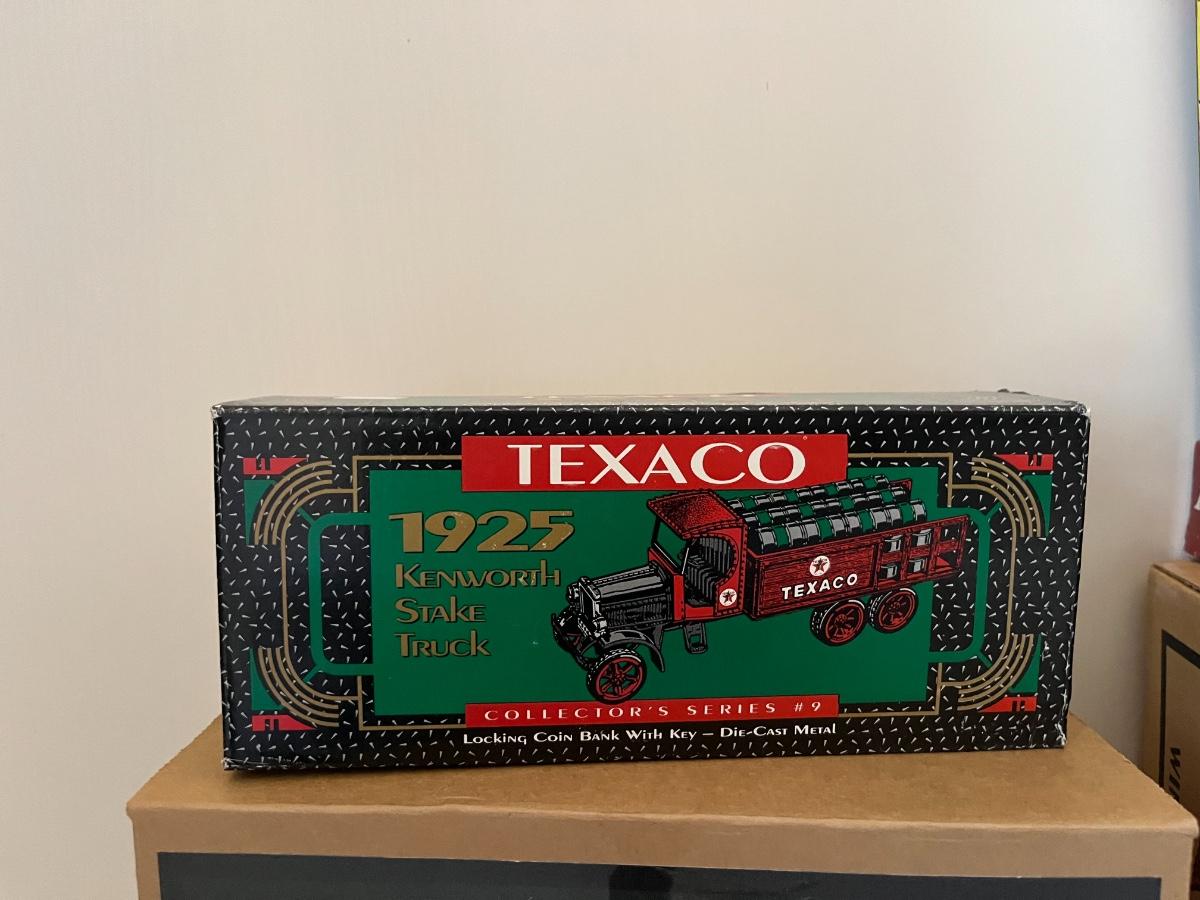 TEXACO
1925
KENWORTH
STAKE
TRUCK
TEXACO
COLLECTOR'S SERIES #9
LOCKING COIN BANK WITH KEY – DIE-CAST METAL